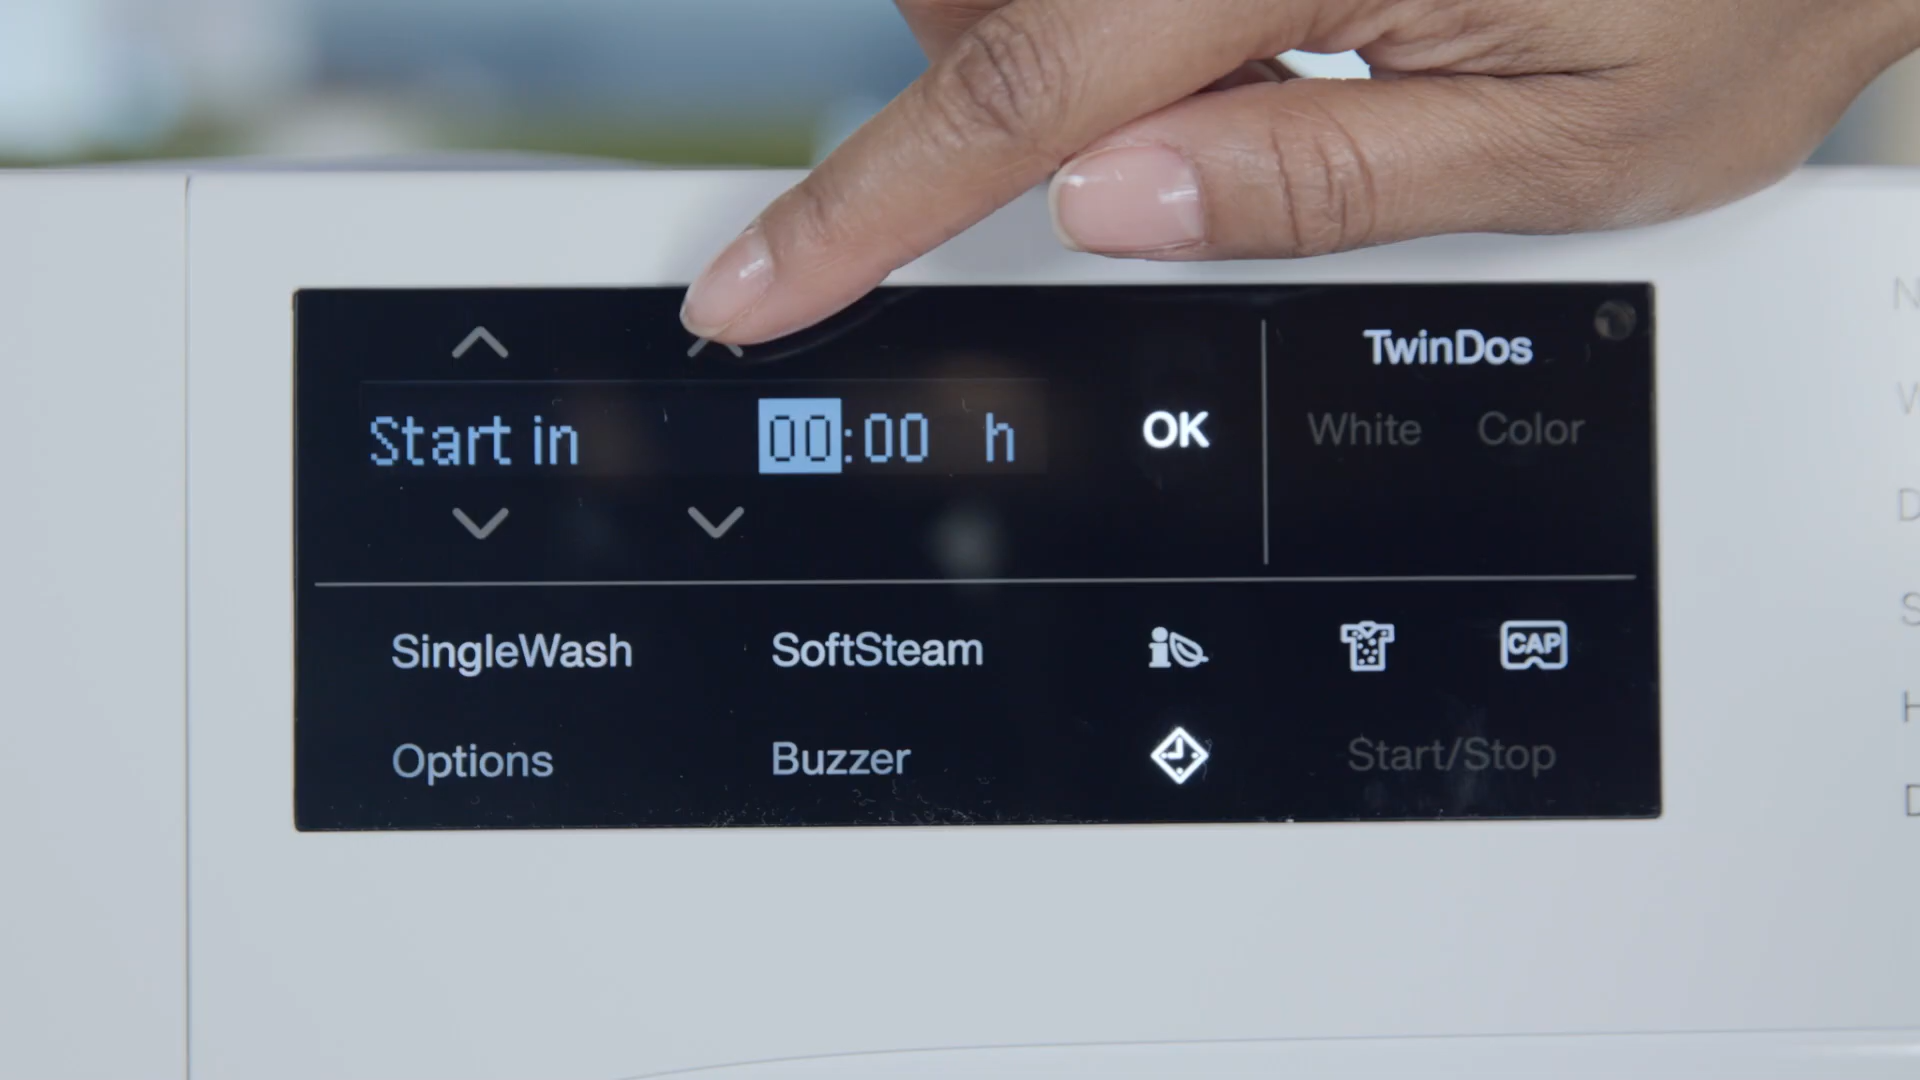 TwinDos
Start in 00:00 h OK White Color
SingleWash SoftSteam CAP
Options Buzzer Start/Stop